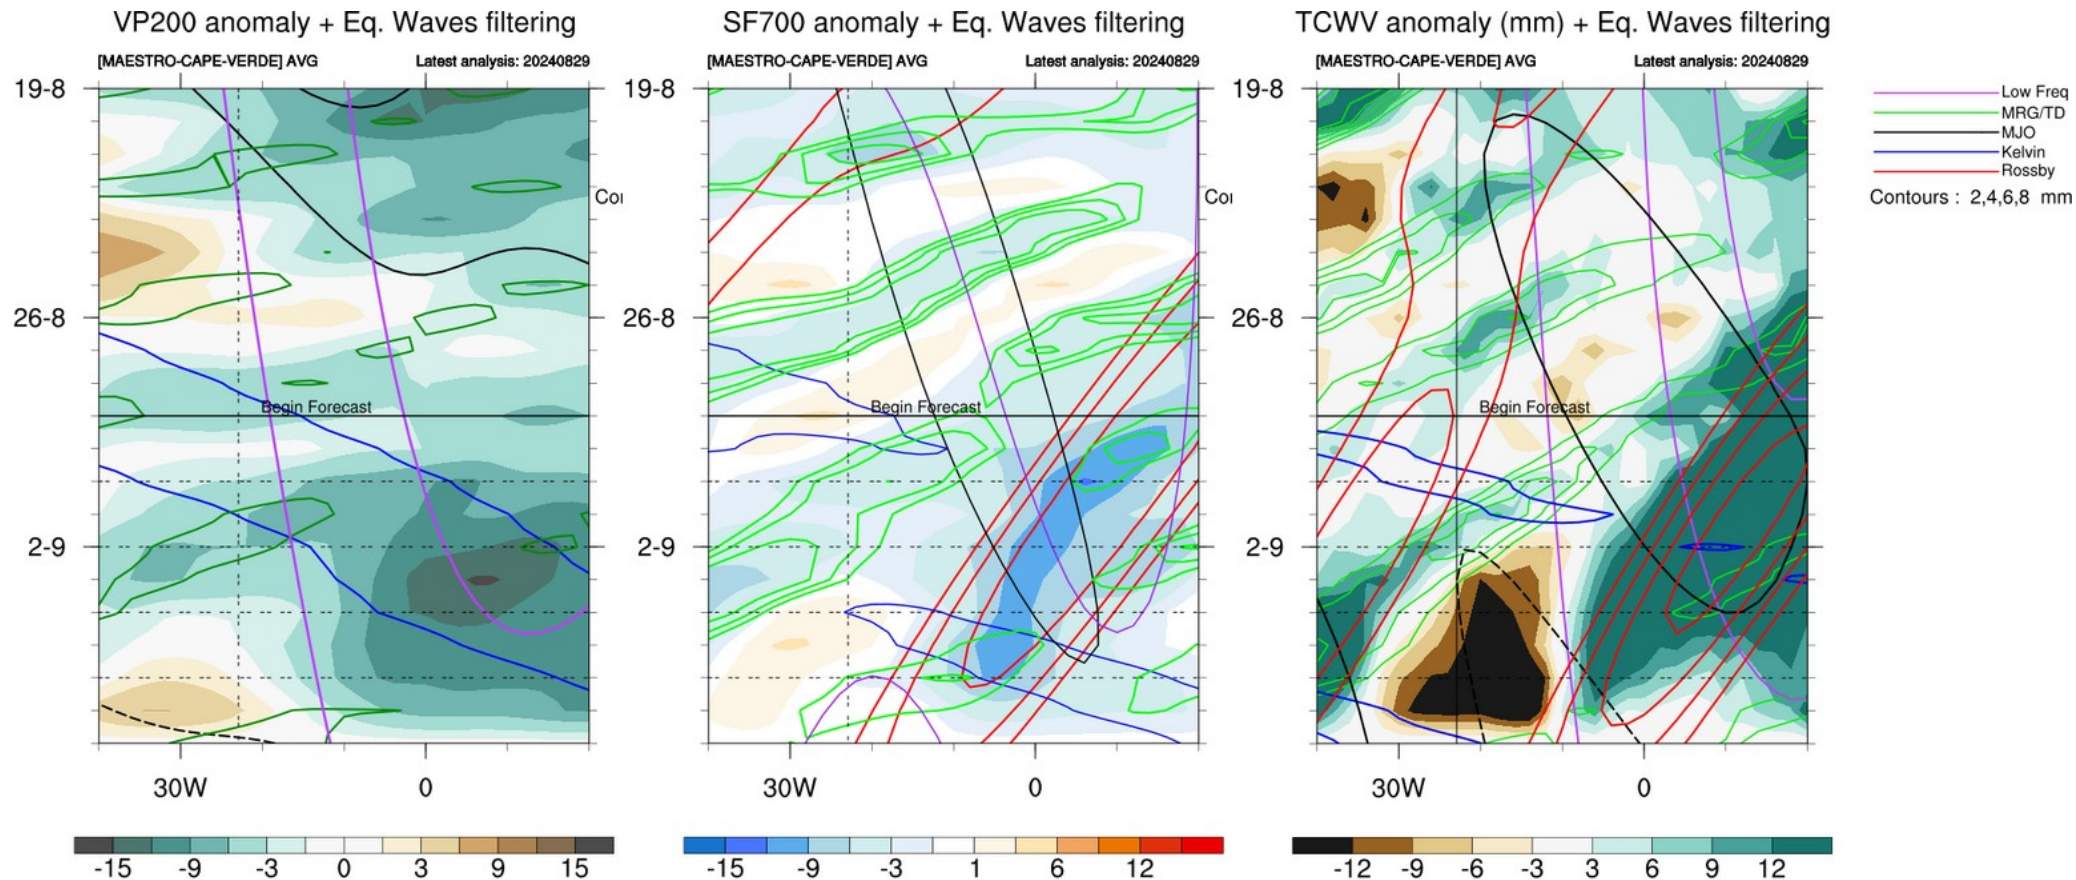 VP200 anomaly + Eq. Waves filtering
SF700 anomaly + Eq. Waves filtering
TCWV anomaly (mm) + Eq. Waves filtering
[MAESTRO-CAPE-VERDE] AVG
Latest analysis: 20240829
[MAESTRO-CAPE-VERDE] AVG
Latest analysis: 20240829
[MAESTRO-CAPE-VERDE] AVG
Latest analysis: 20240829
19-8
26-8
2-9
Begin Forecast
30W
0
Coı
-15 -9 -3 0 3 9 15
19-8
26-8
2-9
Begin Forecast
30W
0
Coı
-15 -9 -3 1 6 12
19-8
26-8
2-9
Begin Forecast
30W
0
-12 -9 -6 -3 3 6 9 12
Low Freq
MRG/TD
MJO
Kelvin
Rossby
Contours : 2,4,6,8 mm